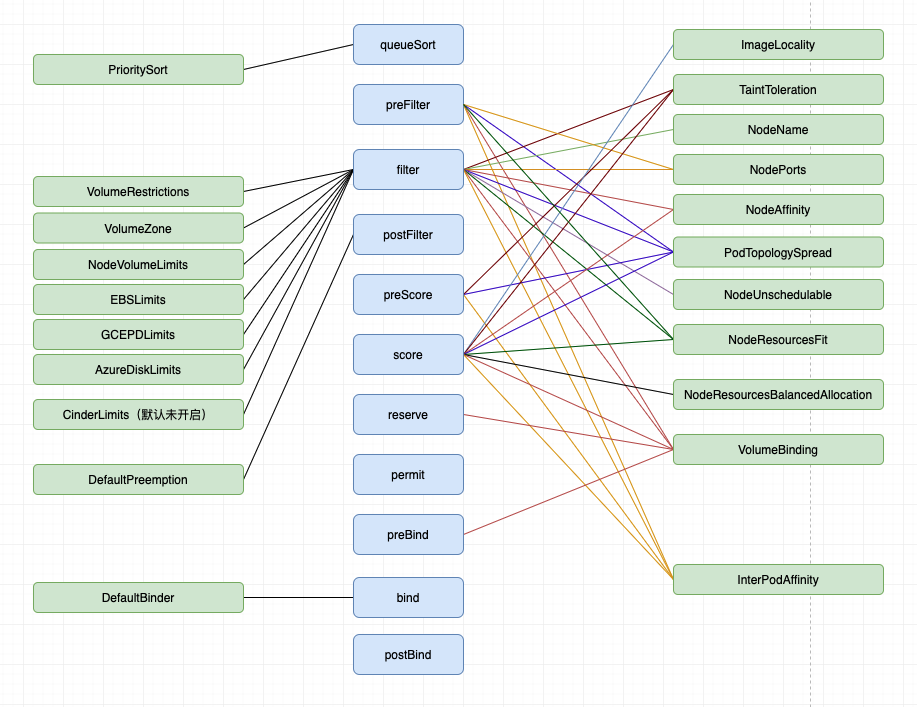 PrioritySort
VolumeRestrictions
VolumeZone
NodeVolumeLimits
EBSLimits
GCEPDLimits
AzureDiskLimits
CinderLimits（默认未开启）
DefaultPreemption
DefaultBinder
queueSort
preFilter
filter
postFilter
preScore
score
reserve
permit
preBind
bind
postBind
ImageLocality
TaintToleration
NodeName
NodePorts
NodeAffinity
PodTopologySpread
NodeUnschedulable
NodeResourcesFit
NodeResourcesBalancedAllocation
VolumeBinding
InterPodAffinity